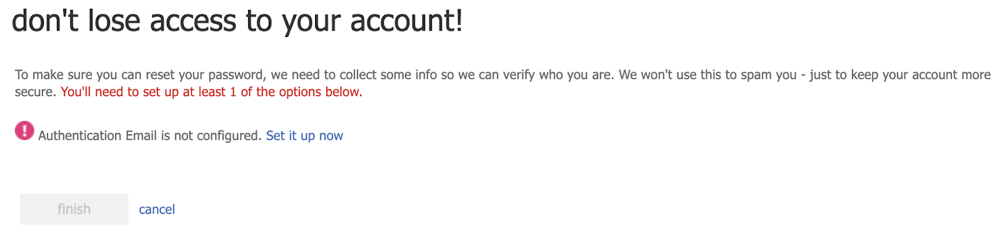 don't lose access to your account!
To make sure you can reset your password, we need to collect some info so we can verify who you are. We won't use this to spam you - just to keep your account more
secure. You'll need to set up at least 1 of the options below.
! Authentication Email is not configured. Set it up now
finish cancel